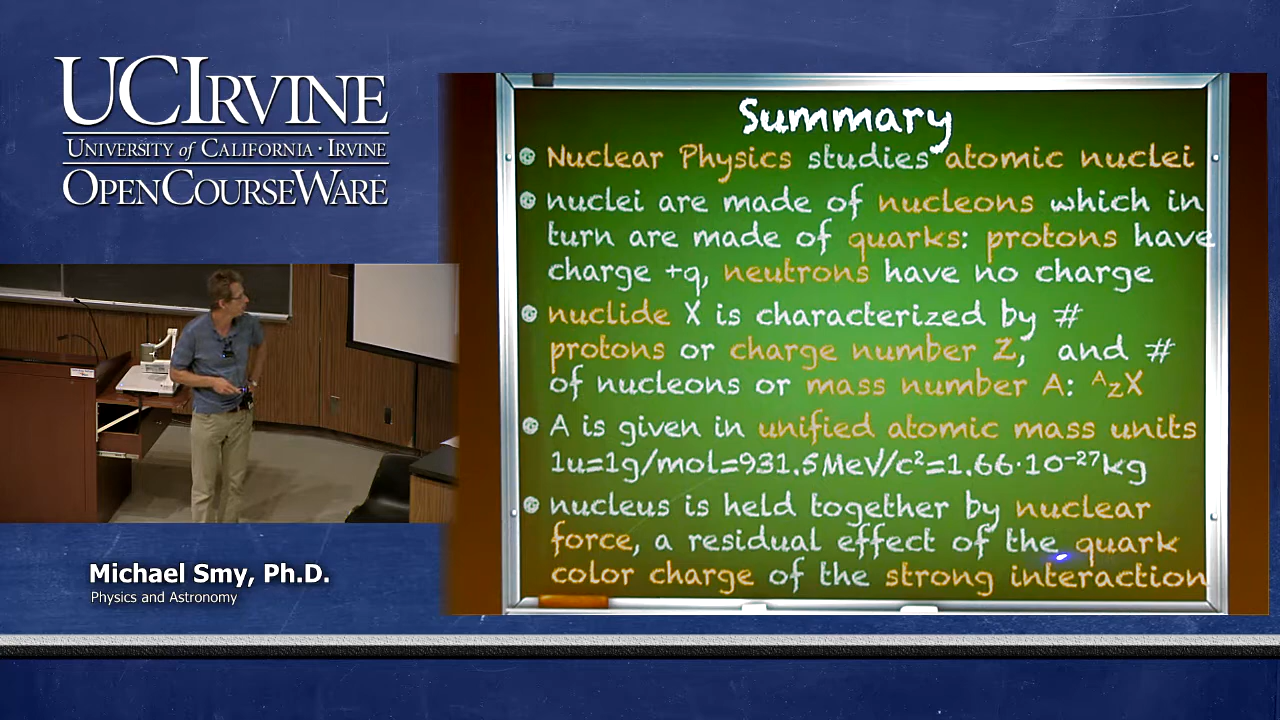 UCIRVINE
UNIVERSITY of CALIFORNIA · IRVINE
OPENCOURSEWARE
Michael Smy, Ph.D.
Physics and Astronomy
Summary
Nuclear Physics studies atomic nuclei
nuclei are made of nucleons which in
turn are made of quarks: protons have
charge +q, neutrons have no charge
nuclide X is characterized by #
protons or charge number Z, and #
of nucleons or mass number A: ᴬzX
A is given in unified atomic mass units
1u=1g/mol=931.5MeV/c²=1.66·10⁻²⁷kg
nucleus is held together by nuclear
force, a residual effect of the quark
color charge of the strong interaction